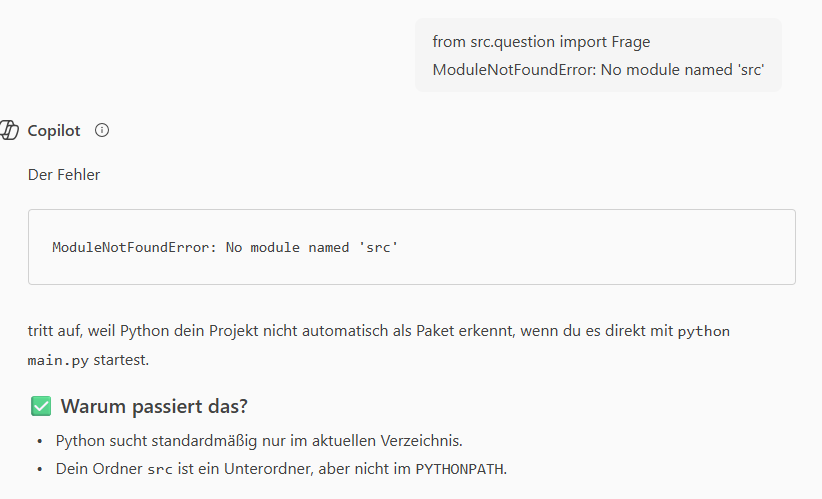 from src.question import Frage
ModuleNotFoundError: No module named 'src'
Copilot
Der Fehler
ModuleNotFoundError: No module named 'src'
tritt auf, weil Python dein Projekt nicht automatisch als Paket erkennt, wenn du es direkt mit python
main.py startest.
Warum passiert das?
• Python sucht standardmäßig nur im aktuellen Verzeichnis.
• Dein Ordner src ist ein Unterordner, aber nicht im PYTHONPATH.